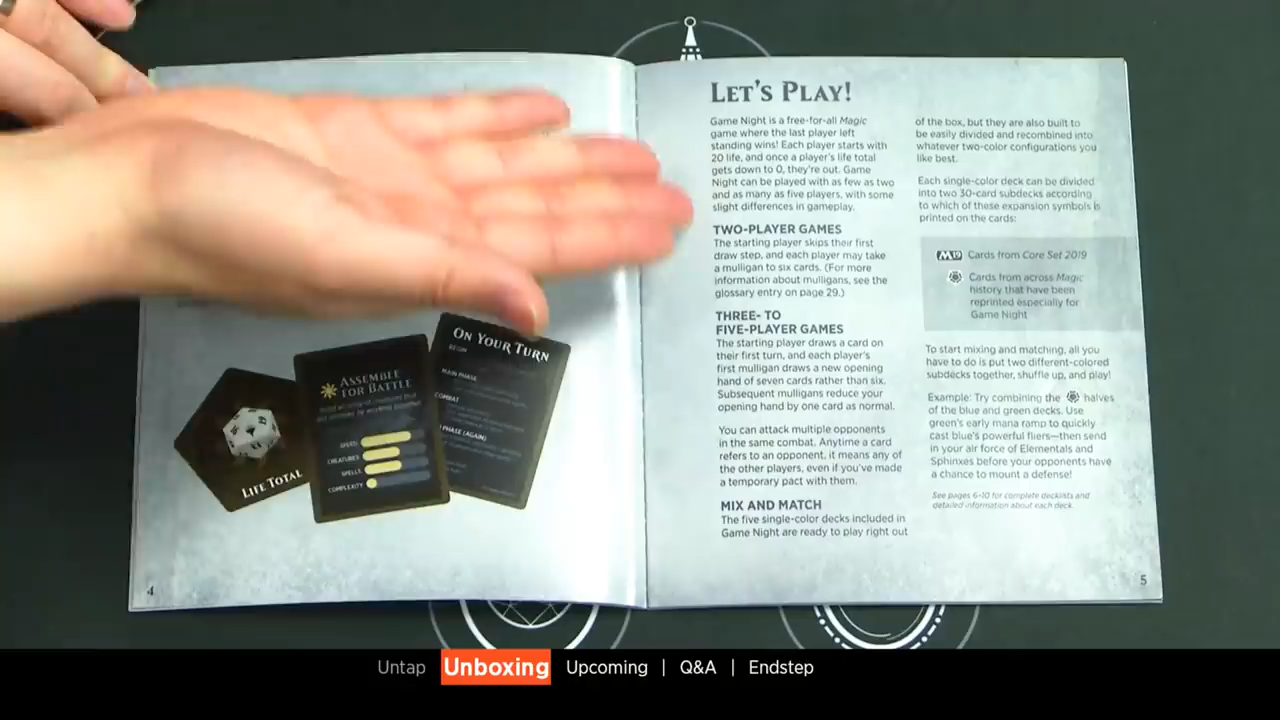 LET'S PLAY!
Game Night is a free-for-all Magic
game where the last player left
standing wins! Each player starts with
20 life, and once a player's life total
gets down to 0, they're out. Game
Night can be played with as few as two
and as many as five players, with some
slight differences in gameplay.
TWO-PLAYER GAMES
The starting player skips their first
draw step, and each player may take
a mulligan to six cards. (For more
information about mulligans, see the
glossary entry on page 29.)
THREE- TO
FIVE-PLAYER GAMES
The starting player draws a card on
their first turn, and each player's
first mulligan draws a new opening
hand of seven cards rather than six.
Subsequent mulligans reduce your
opening hand by one card as normal.
You can attack multiple opponents
in the same combat. Anytime a card
refers to an opponent, it means any of
the other players, even if you've made
a temporary pact with them.
MIX AND MATCH
The five single-color decks included in
Game Night are ready to play right out
of the box, but they are also built to
be easily divided and recombined into
whatever two-color configurations you
like best.
Each single-color deck can be divided
into two 30-card subdecks according
to which of these expansion symbols is
printed on the cards:
M19 Cards from Core Set 2019
Cards from across Magic
history that have been
reprinted especially for
Game Night
To start mixing and matching, all you
have to do is put two different-colored
subdecks together, shuffle up, and play!
Example: Try combining the halves
of the blue and green decks. Use
green's early mana ramp to quickly
cast blue's powerful fliers—then send
in your air force of Elementals and
Sphinxes before your opponents have
a chance to mount a defense!
See pages 6–10 for complete decklists and
detailed information about each deck.
LIFE TOTAL
ASSEMBLE
FOR BATTLE
SPEED
CREATURES
SPELLS
COMPLEXITY
ON YOUR TURN
BEGIN
MAIN PHASE
COMBAT
PHASE (AGAIN)
4
5
Untap Unboxing Upcoming | Q&A | Endstep